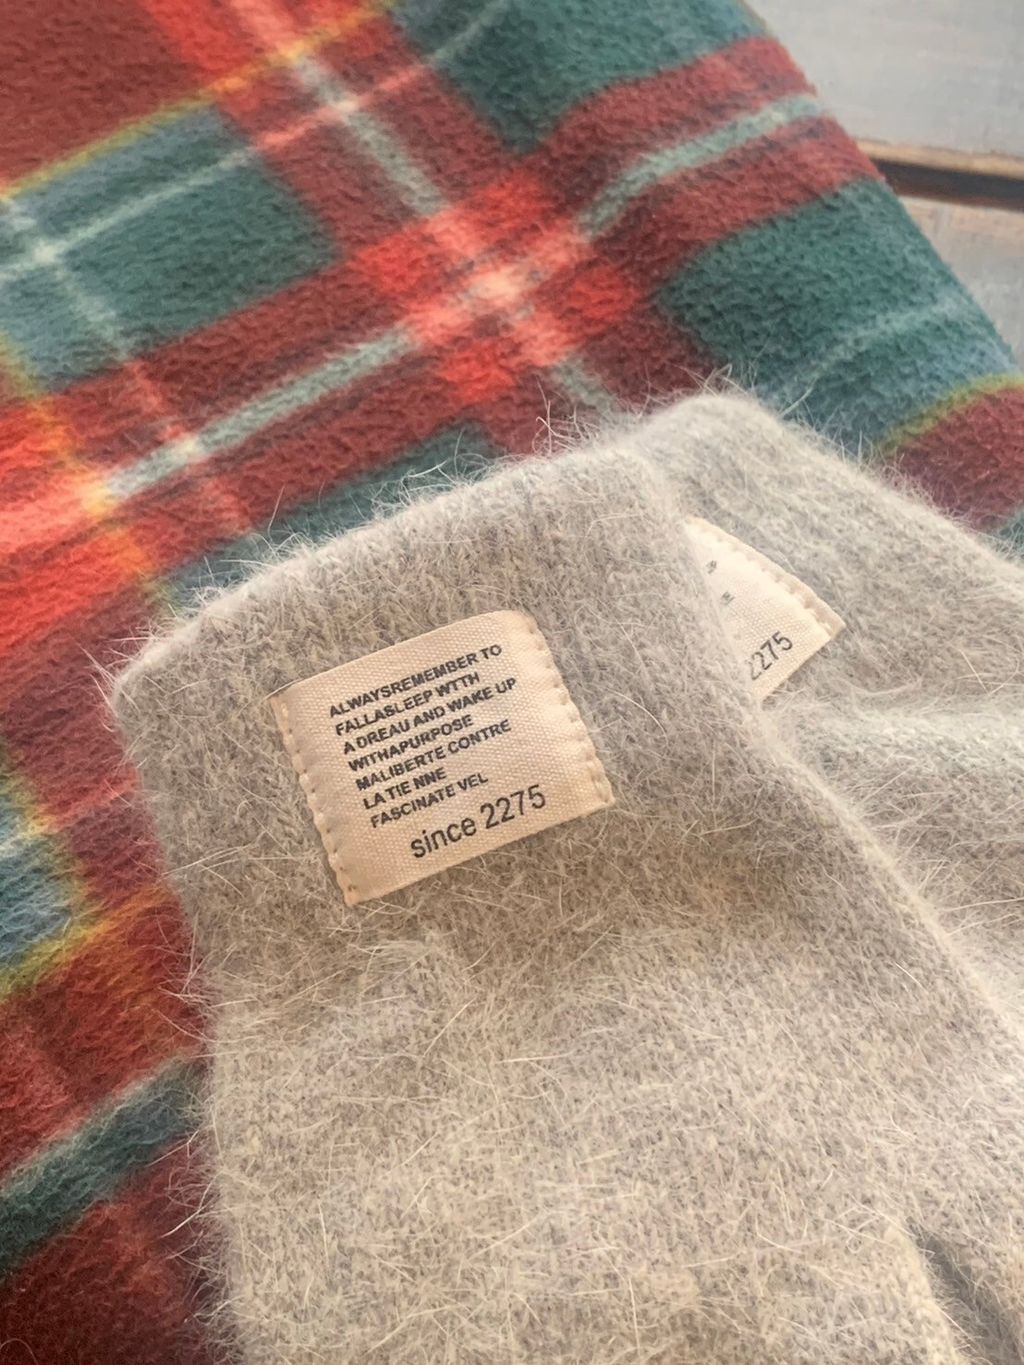 ALWAYSREMEMBER TO
FALLASLEEP WTTH
A DREAU AND WAKE UP
WITHAPURPOSE
MALIBERTE CONTRE
LA TIE NNE
FASCINATE VEL
since 2275
2275